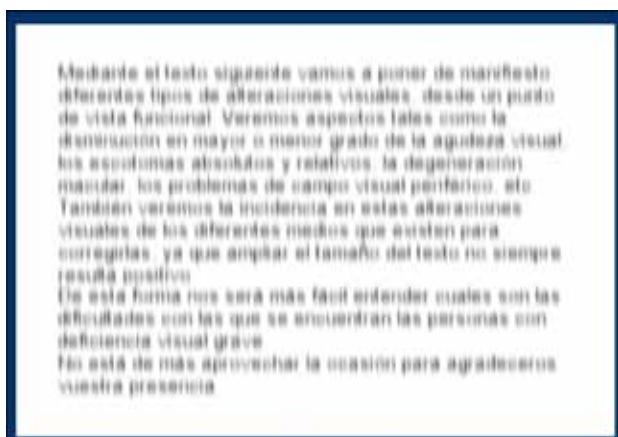 Mediante el texto siguiente vamos a poner de manifiesto
diferentes tipos de alteraciones visuales, desde un punto
de vista funcional. Veremos aspectos tales como la
disminución en mayor o menor grado de la agudeza visual,
los escotomas absolutos y relativos, la degeneración
macular, los problemas de campo visual periférico, etc.
También veremos la incidencia en estas alteraciones
visuales de los diferentes medios que existen para
corregirlas, ya que ampliar el tamaño del texto no siempre
resulta positivo.
De esta forma nos será más fácil entender cuales son las
dificultades con las que se encuentran las personas con
deficiencia visual grave.
No está de más aprovechar la ocasión para agradeceros
vuestra presencia.